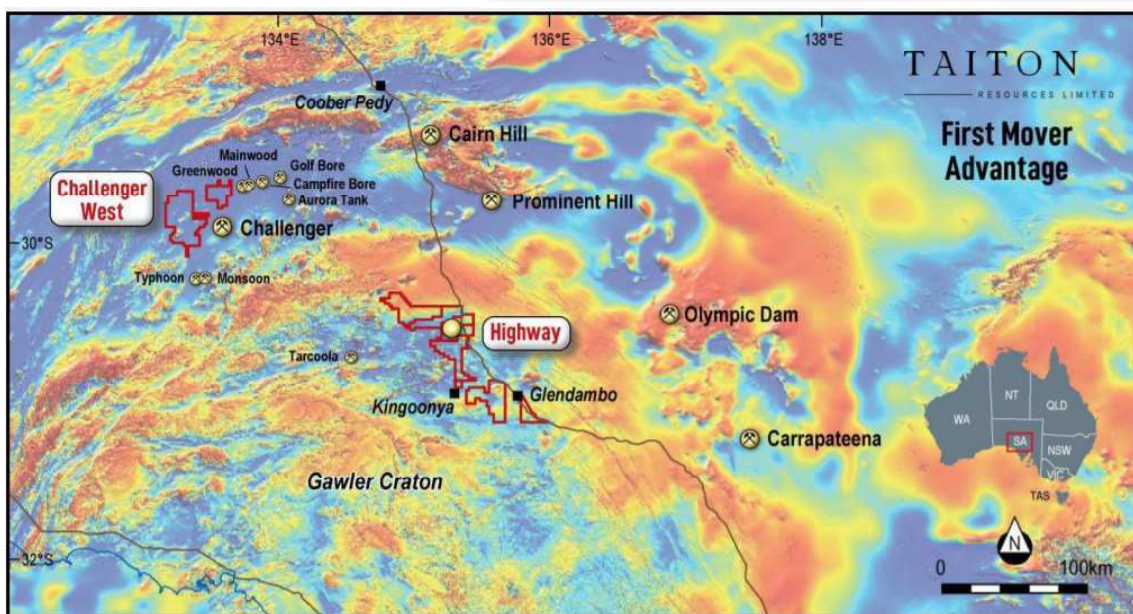 134°E
136°E
138°E
TAITON
RESOURCES LIMITED
First Mover
Advantage
Coober Pedy
Cairn Hill
Mainwood
Golf Bore
Greenwood
Campfire Bore
Aurora Tank
Challenger
West
Prominent Hill
Challenger
30°S
Typhoon
Monsoon
Olympic Dam
Highway
Tarcoola
Kingoonya
Glendambo
Carrapateena
Gawler Craton
NT
QLD
WA
SA
NSW
VIC
TAS
N
32°S
0
100km